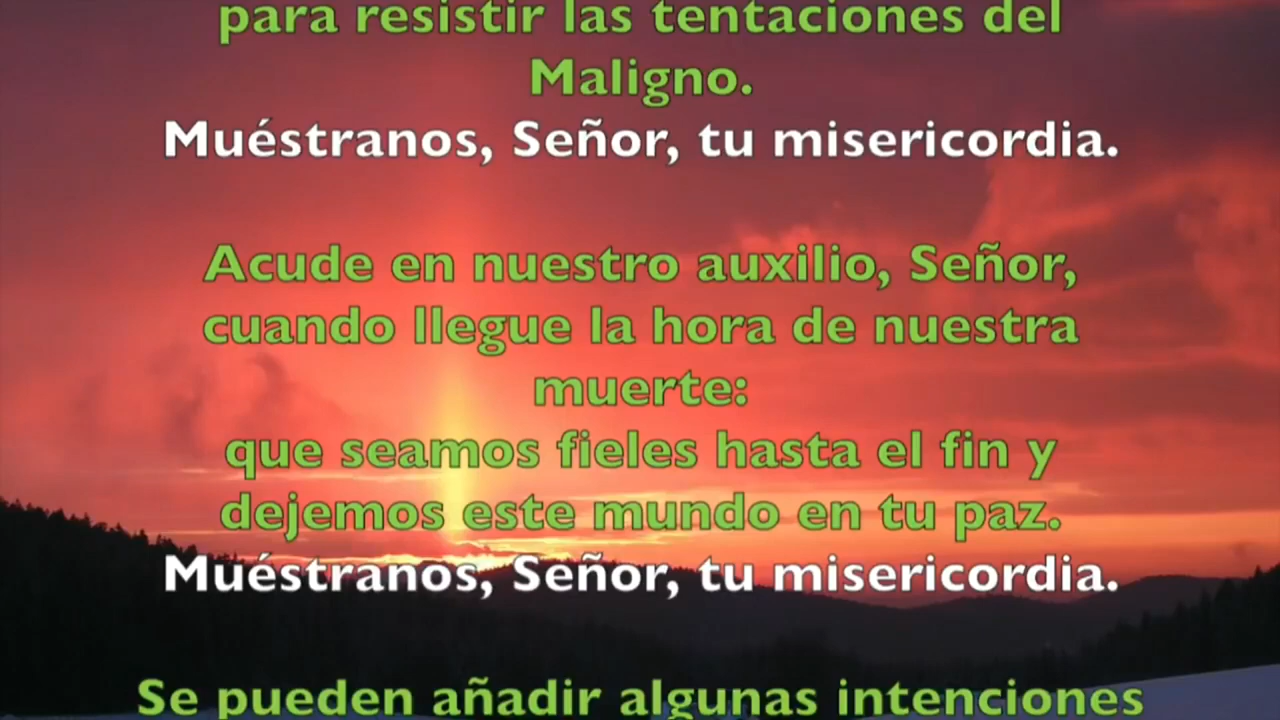 para resistir las tentaciones del
Maligno.
Muéstranos, Señor, tu misericordia.
Acude en nuestro auxilio, Señor,
cuando llegue la hora de nuestra
muerte:
que seamos fieles hasta el fin y
dejemos este mundo en tu paz.
Muéstranos, Señor, tu misericordia.
Se pueden añadir algunas intenciones